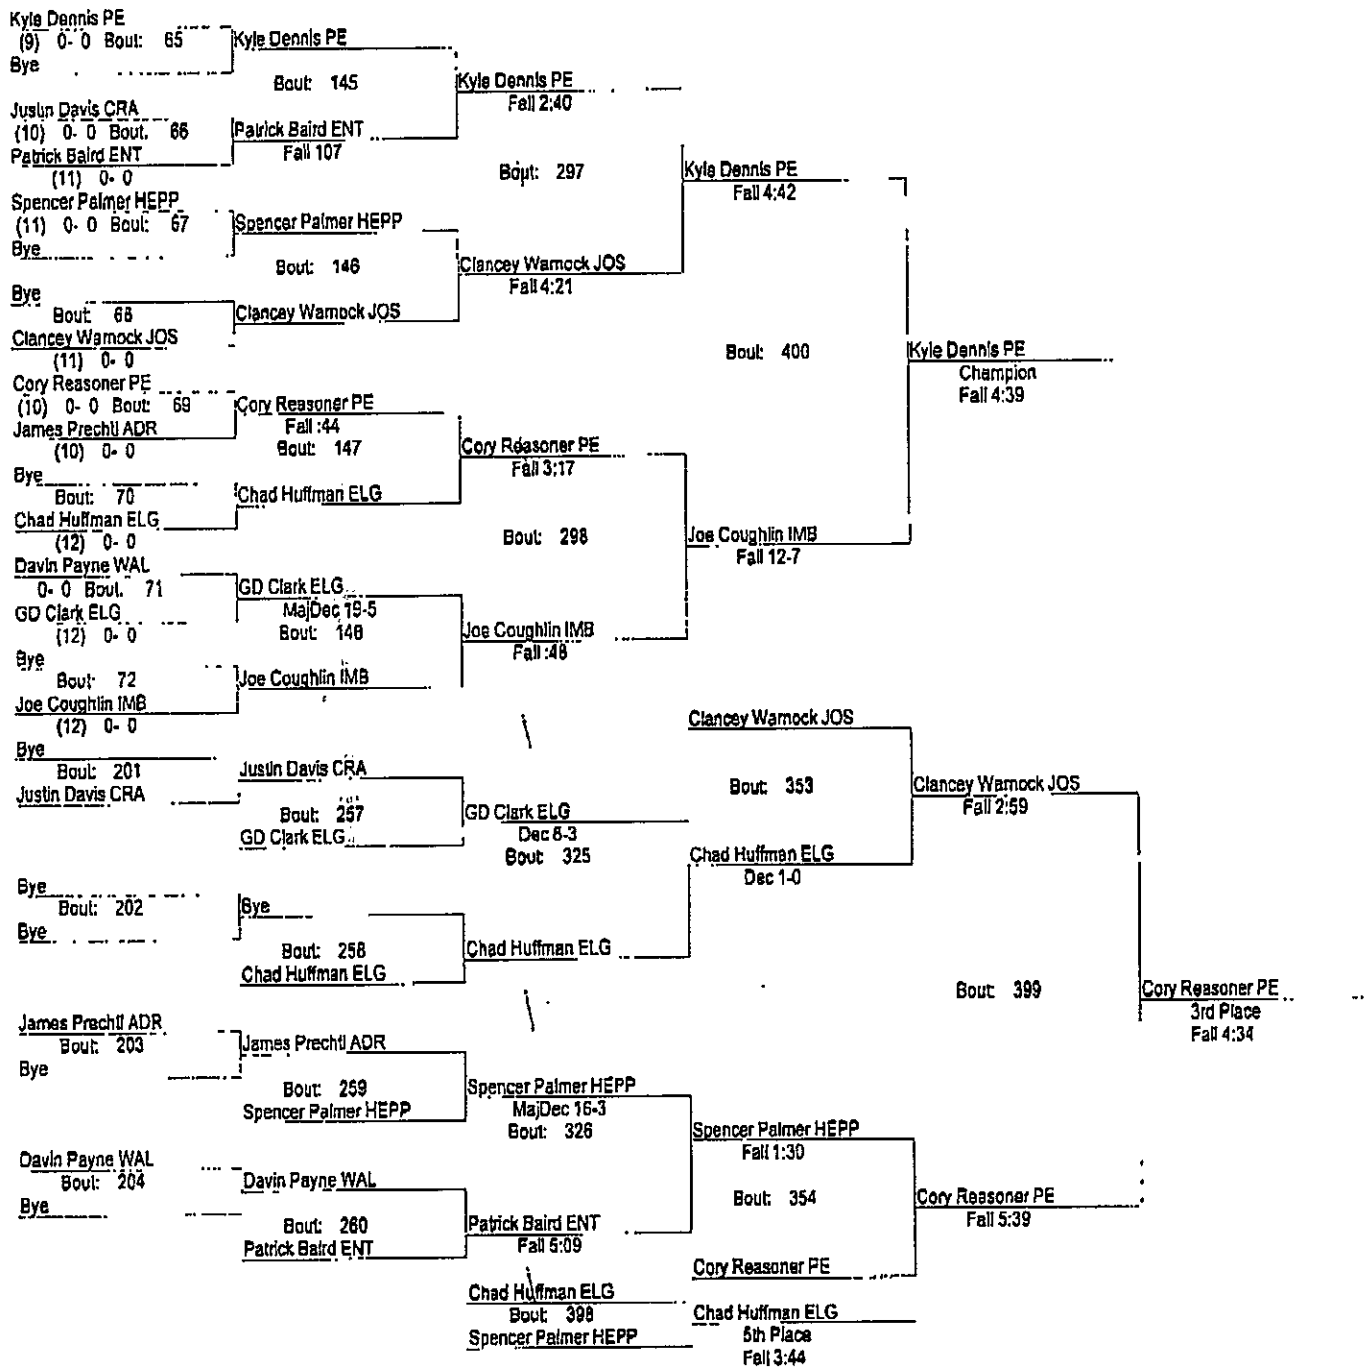 Kyle Dennis PE
(9) 0- 0 Bout: 65
Bye
Kyle Dennis PE
Bout: 145
Justin Davis CRA
(10) 0- 0 Bout. 66
Patrick Baird ENT
(11) 0- 0
Patrick Baird ENT
Fall 107
Kyle Dennis PE
Fall 2:40
Bout: 297
Spencer Palmer HEPP
(11) 0- 0 Bout: 67
Bye
Spencer Palmer HEPP
Bout: 146
Bye
Bout: 68
Clancey Warnock JOS
(11) 0- 0
Clancey Warnock JOS
Clancey Warnock JOS
Fall 4:21
Kyle Dennis PE
Fall 4:42
Bout: 400
Kyle Dennis PE
Champion
Fall 4:39
Cory Reasoner PE
(10) 0- 0 Bout: 69
James Prechtl ADR
(10) 0- 0
Cory Reasoner PE
Fall :44
Bout: 147
Bye
Bout: 70
Chad Huffman ELG
(12) 0- 0
Chad Huffman ELG
Cory Reasoner PE
Fall 3:17
Bout: 298
Davin Payne WAL
0- 0 Bout. 71
GD Clark ELG
(12) 0- 0
GD Clark ELG
MajDec 19-5
Bout: 148
Bye
Bout: 72
Joe Coughlin IMB
(12) 0- 0
Joe Coughlin IMB
Joe Coughlin IMB
Fall :48
Joe Coughlin IMB
Fall 12-7
Bye
Bout: 201
Justin Davis CRA
Justin Davis CRA
Bout: 257
GD Clark ELG
GD Clark ELG
Dec 8-3
Bout: 325
Clancey Warnock JOS
Bout: 353
Chad Huffman ELG
Dec 1-0
Clancey Warnock JOS
Fall 2:59
Bye
Bout: 202
Bye
Bye
Bout: 258
Chad Huffman ELG
Chad Huffman ELG
Bout: 399
Cory Reasoner PE
3rd Place
Fall 4:34
James Prechtl ADR
Bout: 203
Bye
James Prechtl ADR
Bout: 259
Spencer Palmer HEPP
Spencer Palmer HEPP
MajDec 16-3
Bout: 326
Davin Payne WAL
Bout: 204
Bye
Davin Payne WAL
Bout: 260
Patrick Baird ENT
Patrick Baird ENT
Fall 5:09
Spencer Palmer HEPP
Fall 1:30
Bout: 354
Cory Reasoner PE
Cory Reasoner PE
Fall 5:39
Chad Huffman ELG
Bout: 398
Spencer Palmer HEPP
Chad Huffman ELG
5th Place
Fall 3:44